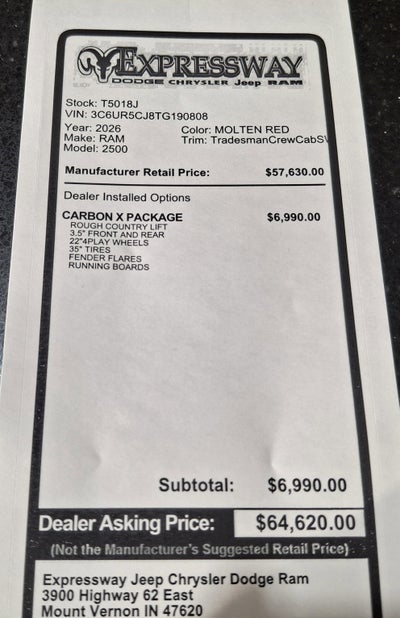 EXPRESSWAY
DODGE CHRYSLER Jeep RAM
Stock: T5018J
VIN: 3C6UR5CJ8TG190808
Year: 2026 Color: MOLTEN RED
Make: RAM Trim: TradesmanCrewCabSW
Model: 2500
Manufacturer Retail Price: $57,630.00
Dealer Installed Options
CARBON X PACKAGE $6,990.00
ROUGH COUNTRY LIFT
3.5" FRONT AND REAR
22"4PLAY WHEELS
35" TIRES
FENDER FLARES
RUNNING BOARDS
Subtotal: $6,990.00
Dealer Asking Price: $64,620.00
(Not the Manufacturer's Suggested Retail Price)
Expressway Jeep Chrysler Dodge Ram
3900 Highway 62 East
Mount Vernon IN 47620